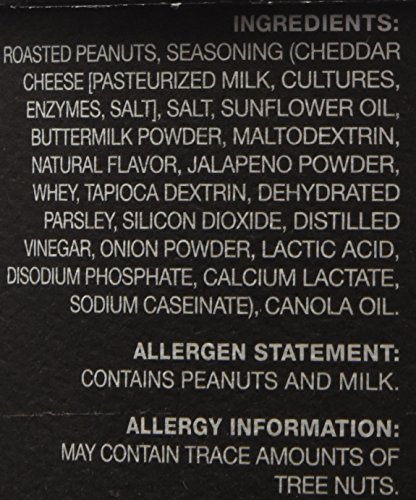 INGREDIENTS:
ROASTED PEANUTS, SEASONING (CHEDDAR
CHEESE [PASTEURIZED MILK, CULTURES,
ENZYMES, SALT], SALT, SUNFLOWER OIL,
BUTTERMILK POWDER, MALTODEXTRIN,
NATURAL FLAVOR, JALAPENO POWDER,
WHEY, TAPIOCA DEXTRIN, DEHYDRATED
PARSLEY, SILICON DIOXIDE, DISTILLED
VINEGAR, ONION POWDER, LACTIC ACID,
DISODIUM PHOSPHATE, CALCIUM LACTATE,
SODIUM CASEINATE), CANOLA OIL.
ALLERGEN STATEMENT:
CONTAINS PEANUTS AND MILK.
ALLERGY INFORMATION:
MAY CONTAIN TRACE AMOUNTS OF
TREE NUTS.